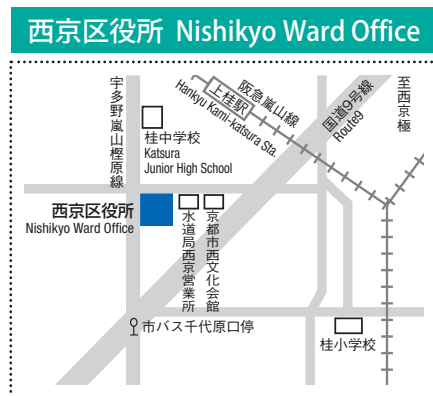 西京区役所 Nishikyo Ward Office
宇多野嵐山樫原線
上桂駅
阪急嵐山線
Hankyu Kami-katsura Sta.
国道9号線
Route9
至西京極
桂中学校
Katsura
Junior High School
西京区役所
Nishikyo Ward Office
水道局西京営業所
京都市西文化会館
市バス千代原口停
桂小学校